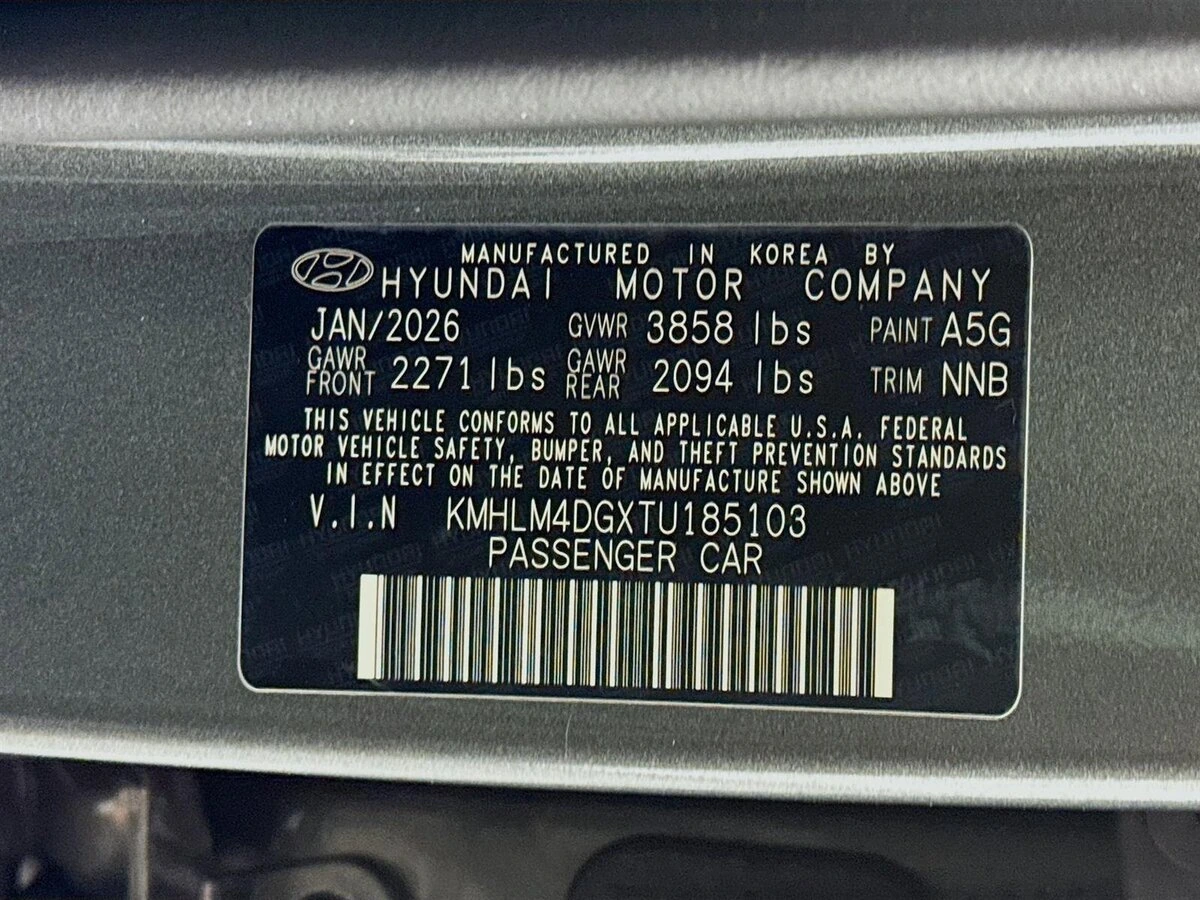 MANUFACTURED IN KOREA BY
HYUNDAI MOTOR COMPANY
JAN/2026 GVWR 3858 lbs PAINT A5G
GAWR FRONT 2271 lbs GAWR REAR 2094 lbs TRIM NNB
THIS VEHICLE CONFORMS TO ALL APPLICABLE U.S.A. FEDERAL
MOTOR VEHICLE SAFETY, BUMPER, AND THEFT PREVENTION STANDARDS
IN EFFECT ON THE DATE OF MANUFACTURE SHOWN ABOVE
V.I.N KMHLM4DGXTU185103
PASSENGER CAR